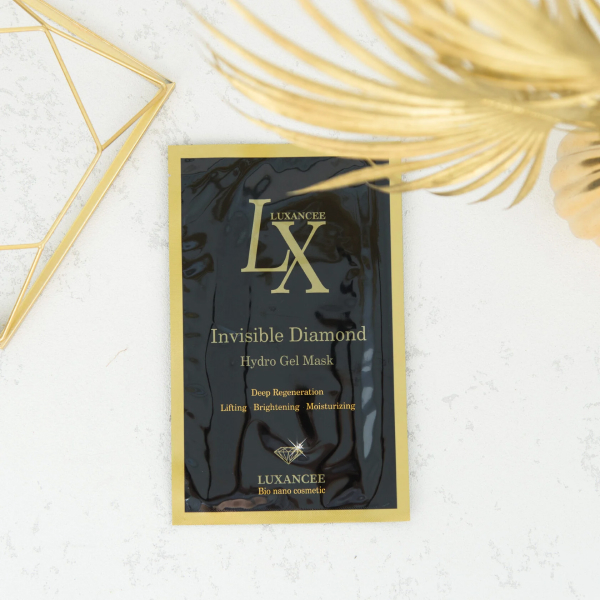 LX
LUXANCEE
Invisible Diamond
Hydro Gel Mask
Deep Regeneration
Lifting Brightening Moisturizing
LUXANCEE
Bio nano cosmetic